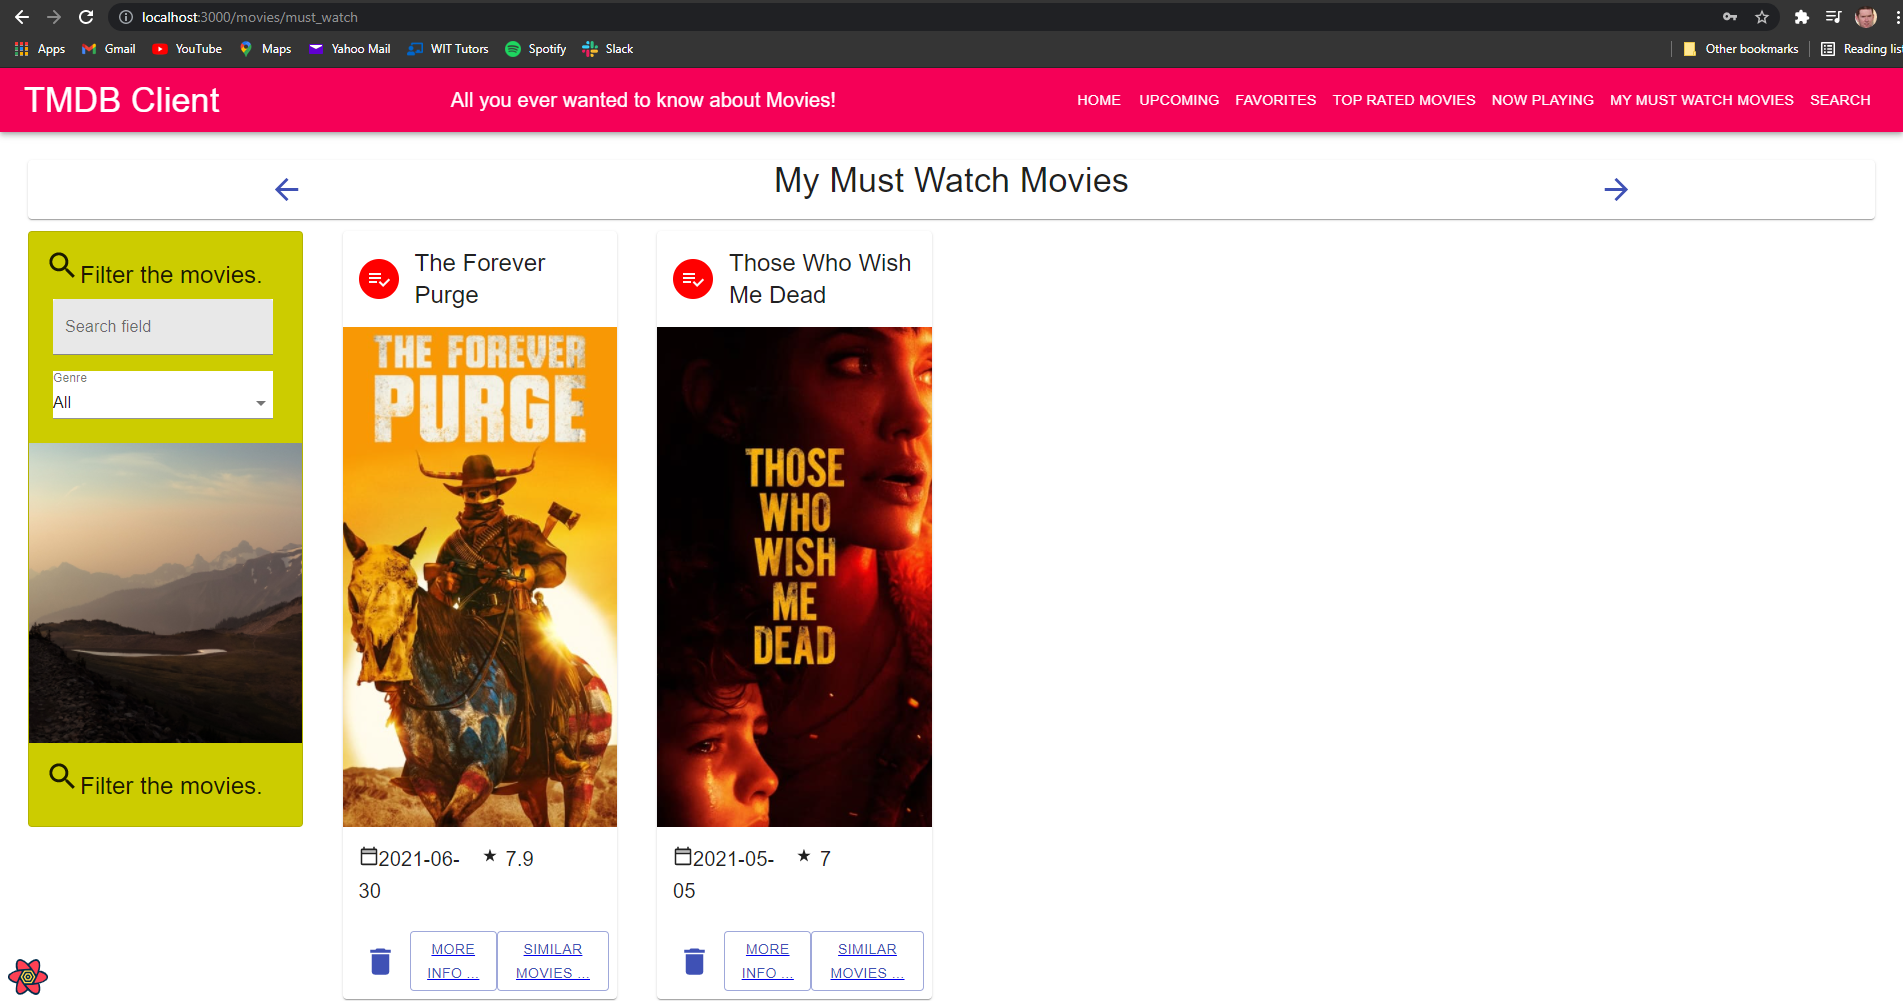 localhost:3000/movies/must_watch
Apps Gmail YouTube Maps Yahoo Mail WIT Tutors Spotify Slack Other bookmarks Reading lis
TMDB Client All you ever wanted to know about Movies! HOME UPCOMING FAVORITES TOP RATED MOVIES NOW PLAYING MY MUST WATCH MOVIES SEARCH
My Must Watch Movies
Filter the movies.
Search field
Genre
All
Filter the movies.
The Forever
Purge
THE FOREVER
PURGE
2021-06-
30
7.9
MORE
INFO ...
SIMILAR
MOVIES ...
Those Who Wish
Me Dead
THOSE
WHO
WISH
ME
DEAD
2021-05-
05
7
MORE
INFO ...
SIMILAR
MOVIES ...